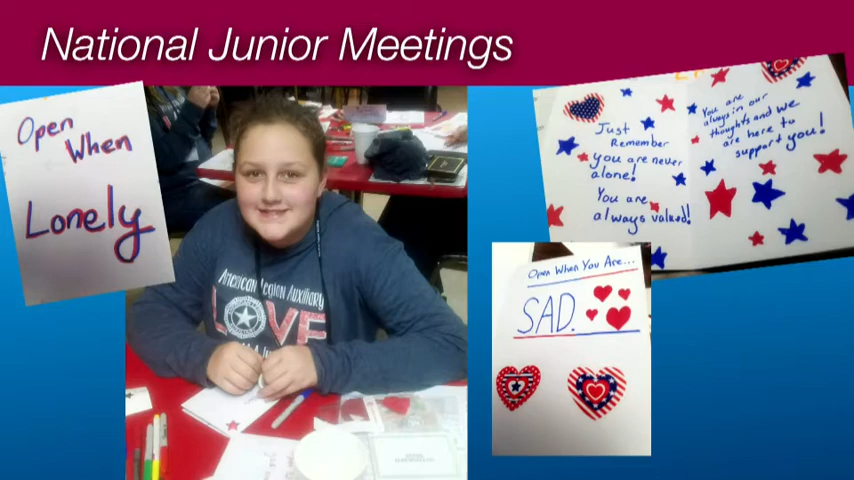 National Junior Meetings
Open
When
Lonely
American Legion Auxiliary
LOVE
Just
Remember
you are never
alone!
You are
always valued!
You are
always in our
thoughts and we
are here to
support you!
Open When You Are...
SAD.